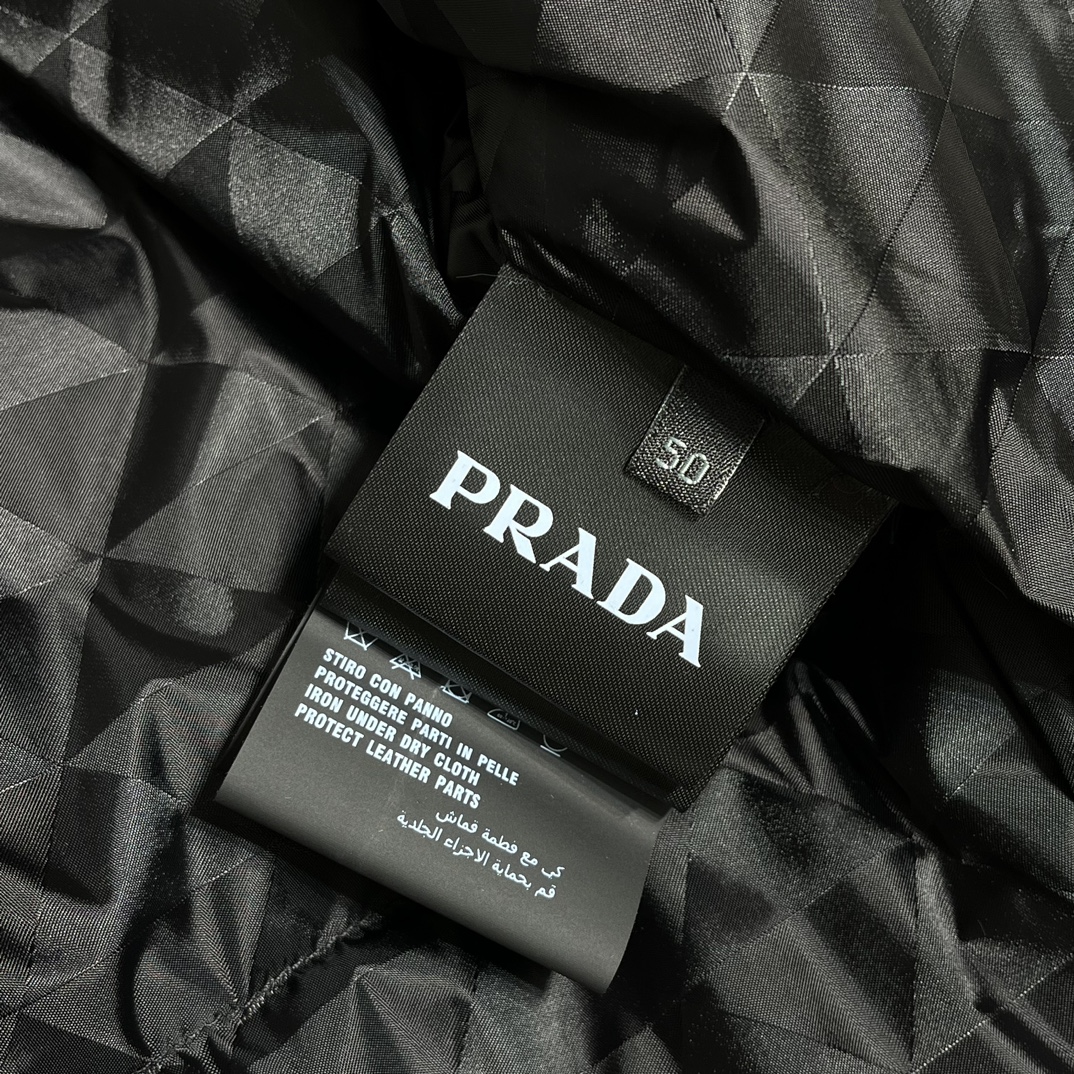 50
PRADA
STIRO CON PANNO
PROTEGGERE PARTI IN PELLE
IRON UNDER DRY CLOTH
PROTECT LEATHER PARTS
كي مع قطمة قماش
قم بحماية الاجزاء الجلدية